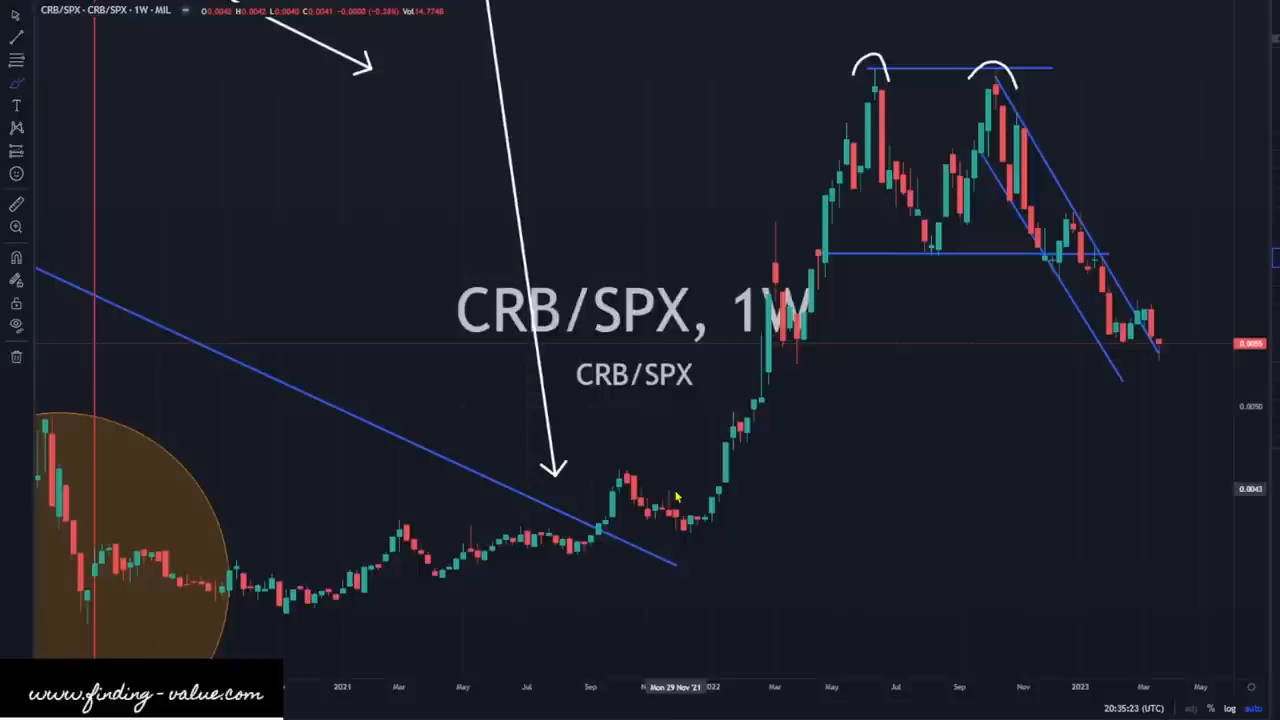 CRB/SPX · CRB/SPX · 1W · MIL O0.0042 H0.0042 L0.0040 C0.0041 -0.0000 (-0.28%) Vol14.774B
CRB/SPX, 1W
CRB/SPX
0.0055
0.0050
0.0043
2021 Mar May Jul Sep Mon 29 Nov '21 2022 Mar May Jul Sep Nov 2023 Mar May
www.finding-value.com
20:35:23 (UTC) adj % log auto